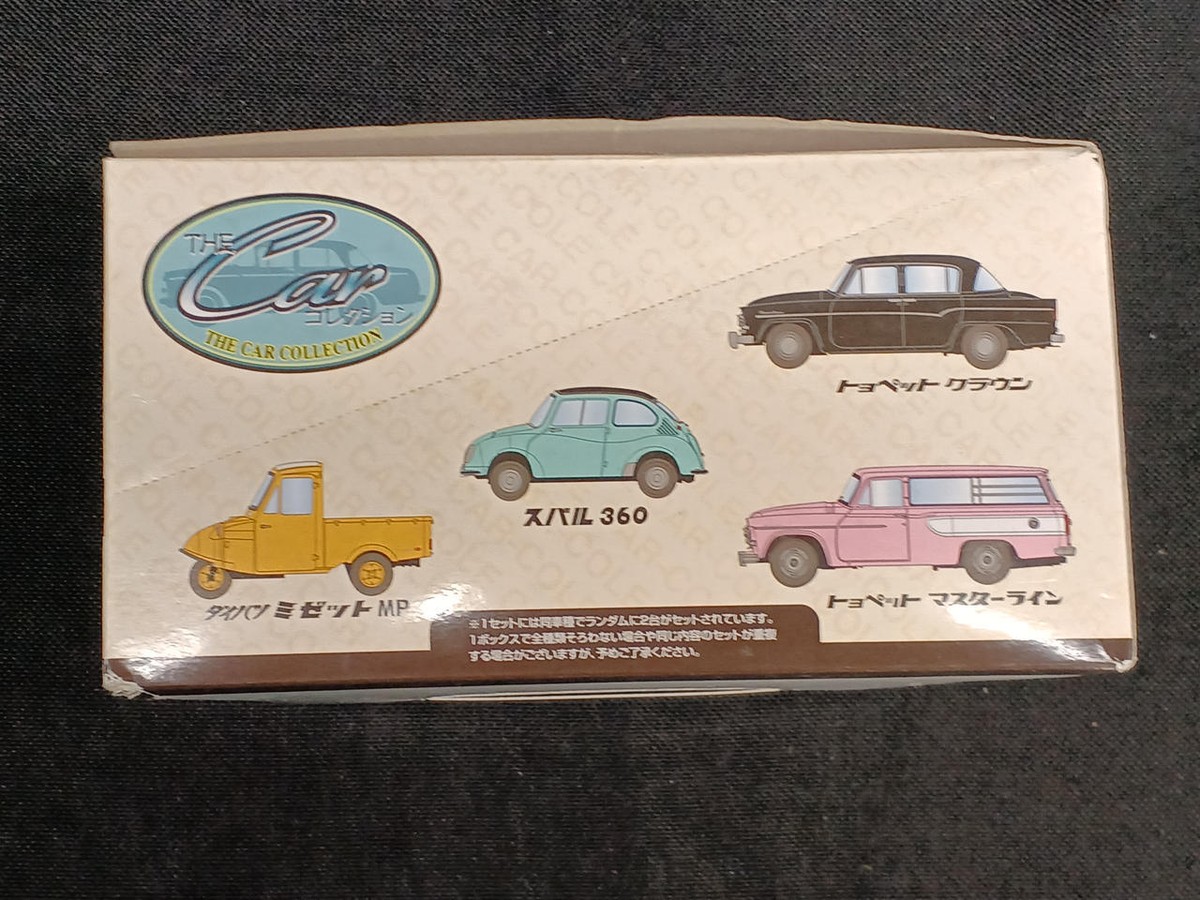 THE
Car
コレクション
THE CAR COLLECTION
トヨペット クラウン
スバル 360
ダイハツ ミゼット MP
トヨペット マスターライン
※1セットには同車種でランダムに2台がセットされています。
1ボックスで全種類そろわない場合や同じ内容のセットが重複
する場合がございますが、予めご了承ください。